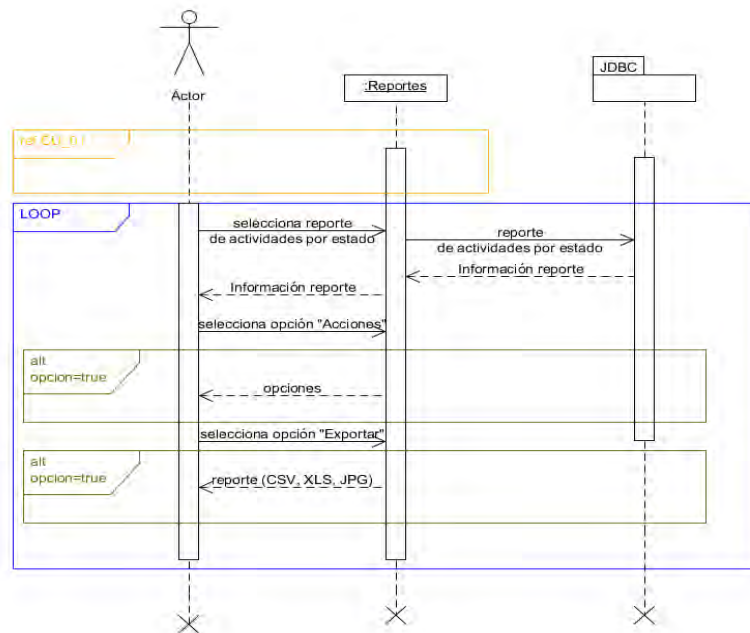 Actor
:Reportes
JDBC
ref
LOOP
selecciona reporte
de actividades por estado
reporte
de actividades por estado
Información reporte
Información reporte
selecciona opción "Acciones"
alt
opcion=true
opciones
selecciona opción "Exportar"
alt
opcion=true
reporte (CSV, XLS, JPG)